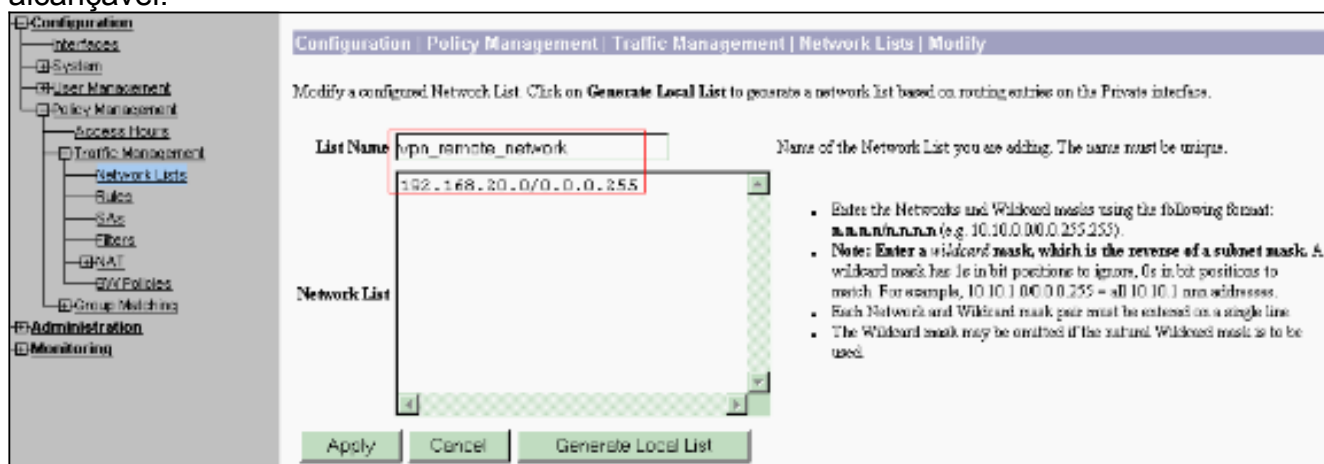 alcançável.
Configuration
Interfaces
System
User Management
Policy Management
Access Hours
Traffic Management
Network Lists
Rules
SAs
Filters
NAT
BW Policies
Group Matching
Administration
Monitoring
Configuration | Policy Management | Traffic Management | Network Lists | Modify
Modify a configured Network List. Click on Generate Local List to generate a network list based on routing entries on the Private interface.
List Name vpn_remote_network Name of the Network List you are adding. The name must be unique.
192.168.20.0/0.0.0.255
Network List
• Enter the Networks and Wildcard masks using the following format:
n.n.n.n/n.n.n.n (e.g. 10.10.0.0/0.0.255.255).
• Note: Enter a wildcard mask, which is the reverse of a subnet mask. A
wildcard mask has 1s in bit positions to ignore, 0s in bit positions to
match. For example, 10.10.1.0/0.0.0.255 = all 10.10.1.nnn addresses.
• Each Network and Wildcard mask pair must be entered on a single line.
• The Wildcard mask may be omitted if the natural Wildcard mask is to be
used.
Apply Cancel Generate Local List